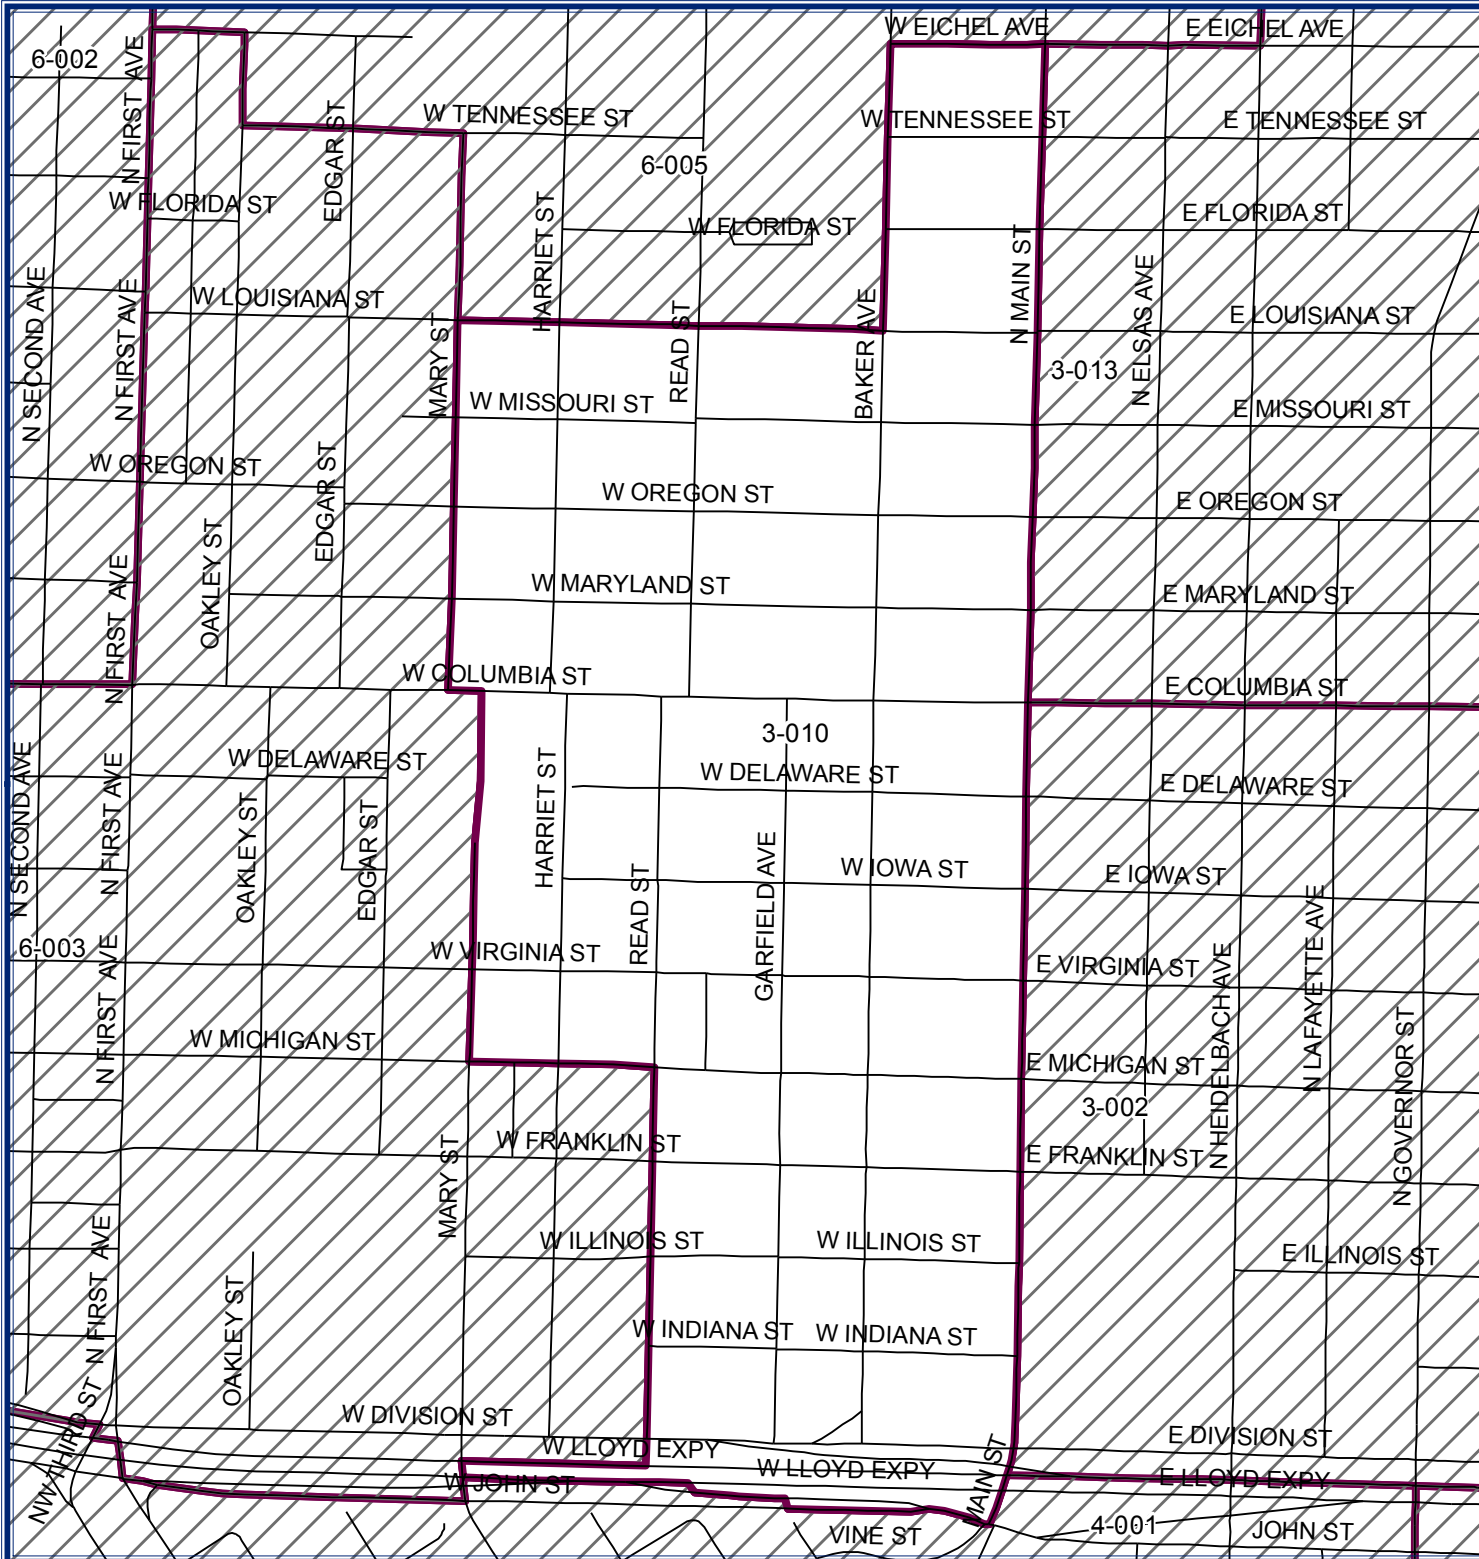 W EICHEL AVE
E EICHEL AVE
6-002
N FIRST AVE
EDGAR ST
W TENNESSEE ST
W TENNESSEE ST
E TENNESSEE ST
6-005
W FLORIDA ST
HARRIET ST
W FLORIDA ST
E FLORIDA ST
N MAIN ST
N SECOND AVE
N FIRST AVE
W LOUISIANA ST
MARY ST
READ ST
BAKER AVE
N ELSAS AVE
E LOUISIANA ST
3-013
W MISSOURI ST
E MISSOURI ST
W OREGON ST
EDGAR ST
W OREGON ST
E OREGON ST
OAKLEY ST
N FIRST AVE
W MARYLAND ST
E MARYLAND ST
W COLUMBIA ST
E COLUMBIA ST
3-010
N SECOND AVE
N FIRST AVE
W DELAWARE ST
HARRIET ST
W DELAWARE ST
E DELAWARE ST
OAKLEY ST
EDGAR ST
READ ST
GARFIELD AVE
W IOWA ST
E IOWA ST
N LAFAYETTE AVE
6-003
N FIRST AVE
W VIRGINIA ST
E VIRGINIA ST
N HEIDELBACH AVE
W MICHIGAN ST
E MICHIGAN ST
N GOVERNOR ST
3-002
MARY ST
W FRANKLIN ST
E FRANKLIN ST
N FIRST AVE
W ILLINOIS ST
W ILLINOIS ST
E ILLINOIS ST
OAKLEY ST
W INDIANA ST
W INDIANA ST
NW THIRD ST
W DIVISION ST
E DIVISION ST
W LLOYD EXPY
W LLOYD EXPY
MAIN ST
E LLOYD EXPY
W JOHN ST
VINE ST
4-001
JOHN ST